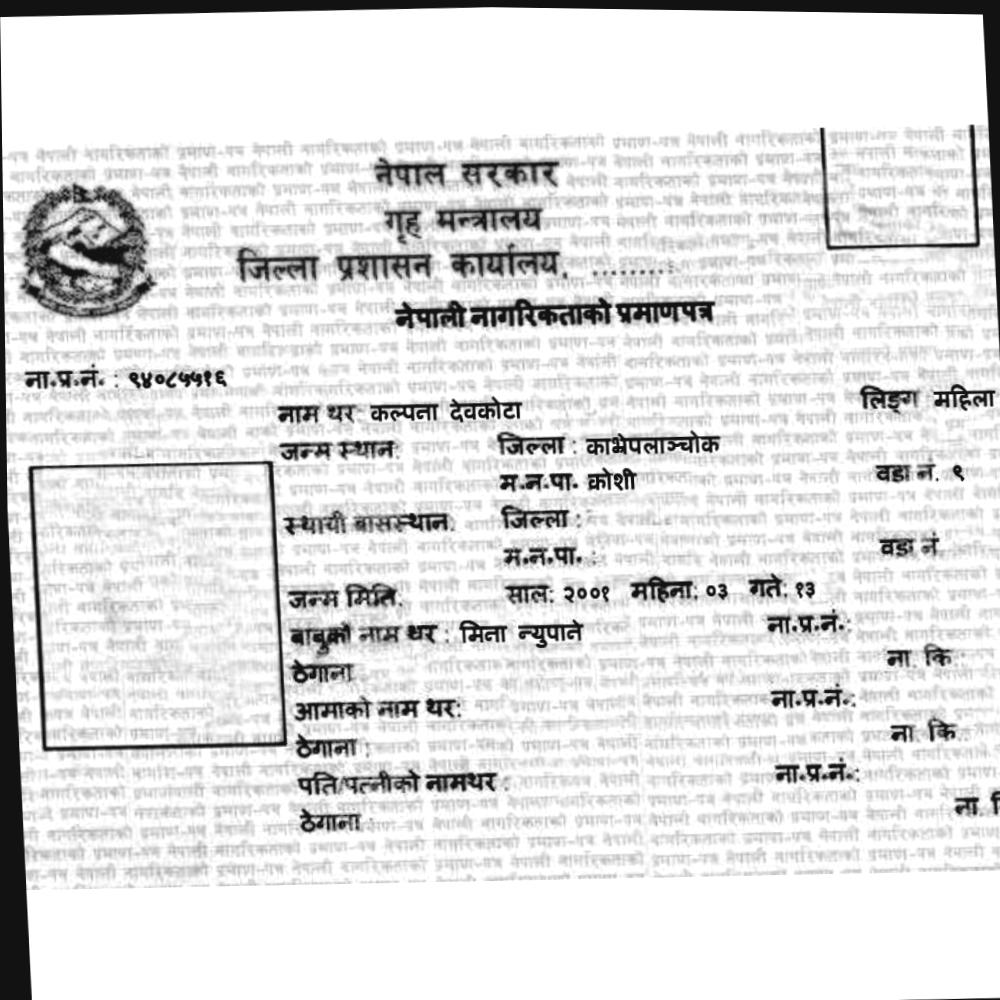 नेपाल सरकार
गृह मन्त्रालय
जिल्ला प्रशासन कार्यालय, .........
नेपाली नागरिकताको प्रमाणपत्र
ना.प्र.नं. : ९४०८५५१६
नाम थर: कल्पना देवकोटा लिङ्ग महिला
जन्म स्थान: जिल्ला : काभ्रेपलाञ्चोक
म.न.पा. क्रोशी वडा नं. ९
स्थायी बासस्थान: जिल्ला :
म.न.पा. : वडा नं
जन्म मिति: साल: २००१ महिना: ०३ गते: १३
बाबुको नाम थर : मिना न्युपाने ना.प्र.नं.:
ठेगाना ना. कि.:
आमाको नाम थर: ना.प्र.नं.:
ठेगाना : ना. कि.:
पति/पत्नीको नामथर : ना.प्र.नं.:
ठेगाना : ना.